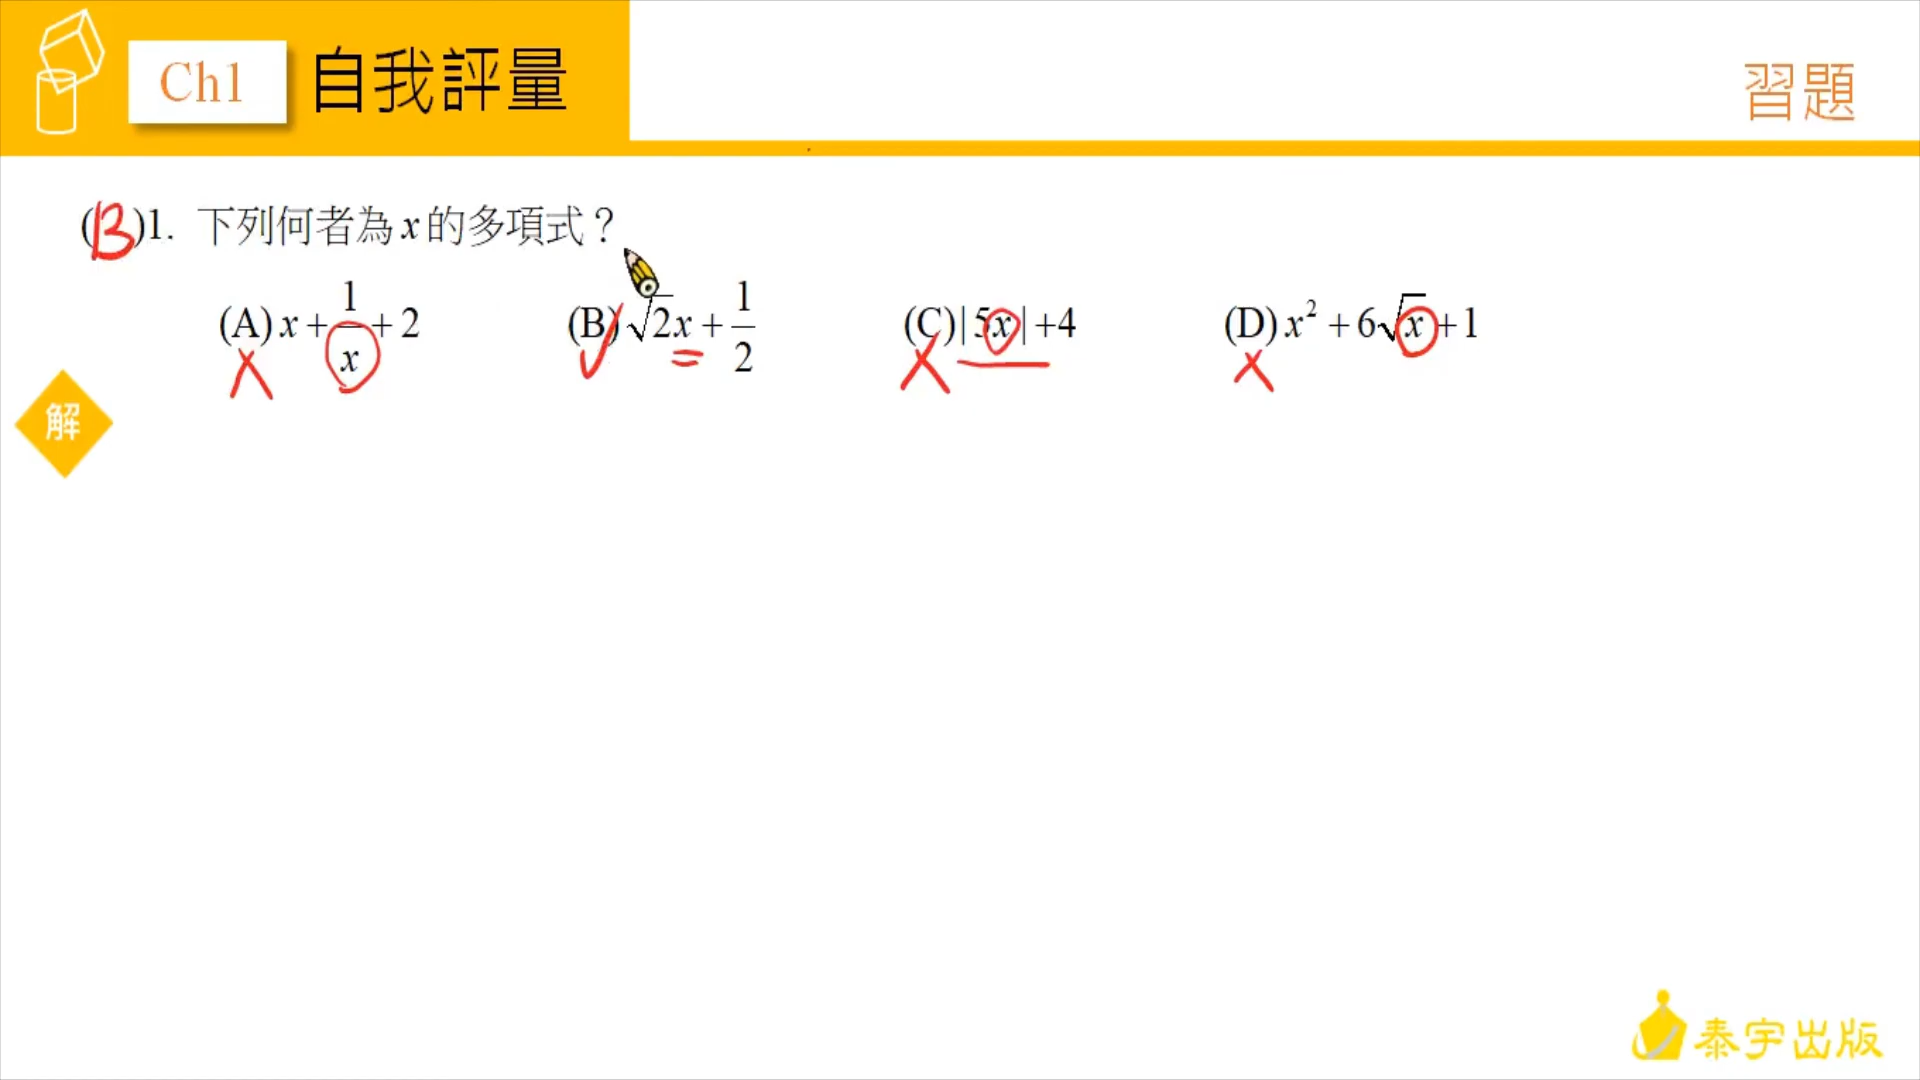 Ch1 自我評量
習題
(B)1. 下列何者為 x 的多項式？
(A) x + 1/x + 2 (B) √2x + 1/2 (C) |5x| +4 (D) x² + 6√x + 1
解
泰宇出版